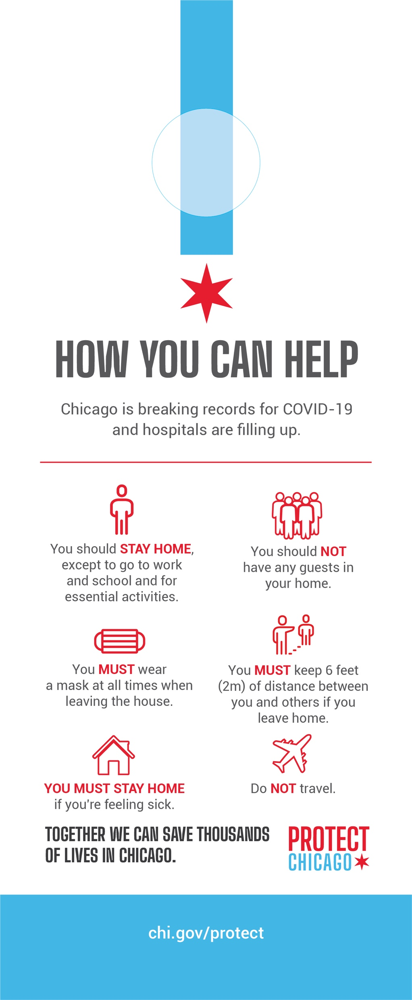 HOW YOU CAN HELP
Chicago is breaking records for COVID-19
and hospitals are filling up.
You should STAY HOME,
except to go to work
and school and for
essential activities.
You should NOT
have any guests in
your home.
You MUST wear
a mask at all times when
leaving the house.
You MUST keep 6 feet
(2m) of distance between
you and others if you
leave home.
YOU MUST STAY HOME
if you're feeling sick.
Do NOT travel.
TOGETHER WE CAN SAVE THOUSANDS
OF LIVES IN CHICAGO.
PROTECT
CHICAGO
chi.gov/protect